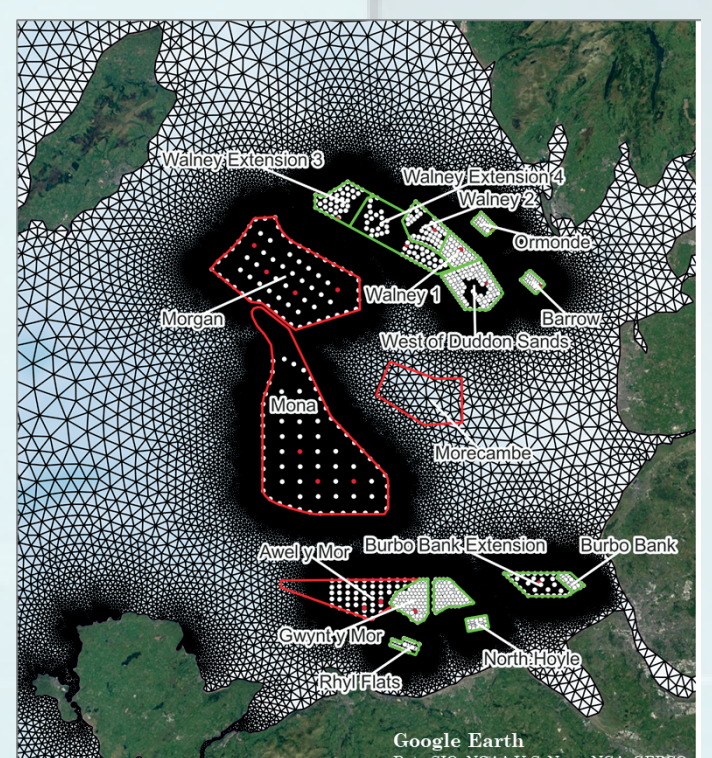 Walney Extension 3
Walney Extension 4
Walney 2
Ormonde
Walney 1
Morgan
Barrow
West of Duddon Sands
Mona
Morecambe
Awel y Mor
Burbo Bank Extension
Burbo Bank
Gwynt y Mor
North Hoyle
Rhyl Flats
Google Earth